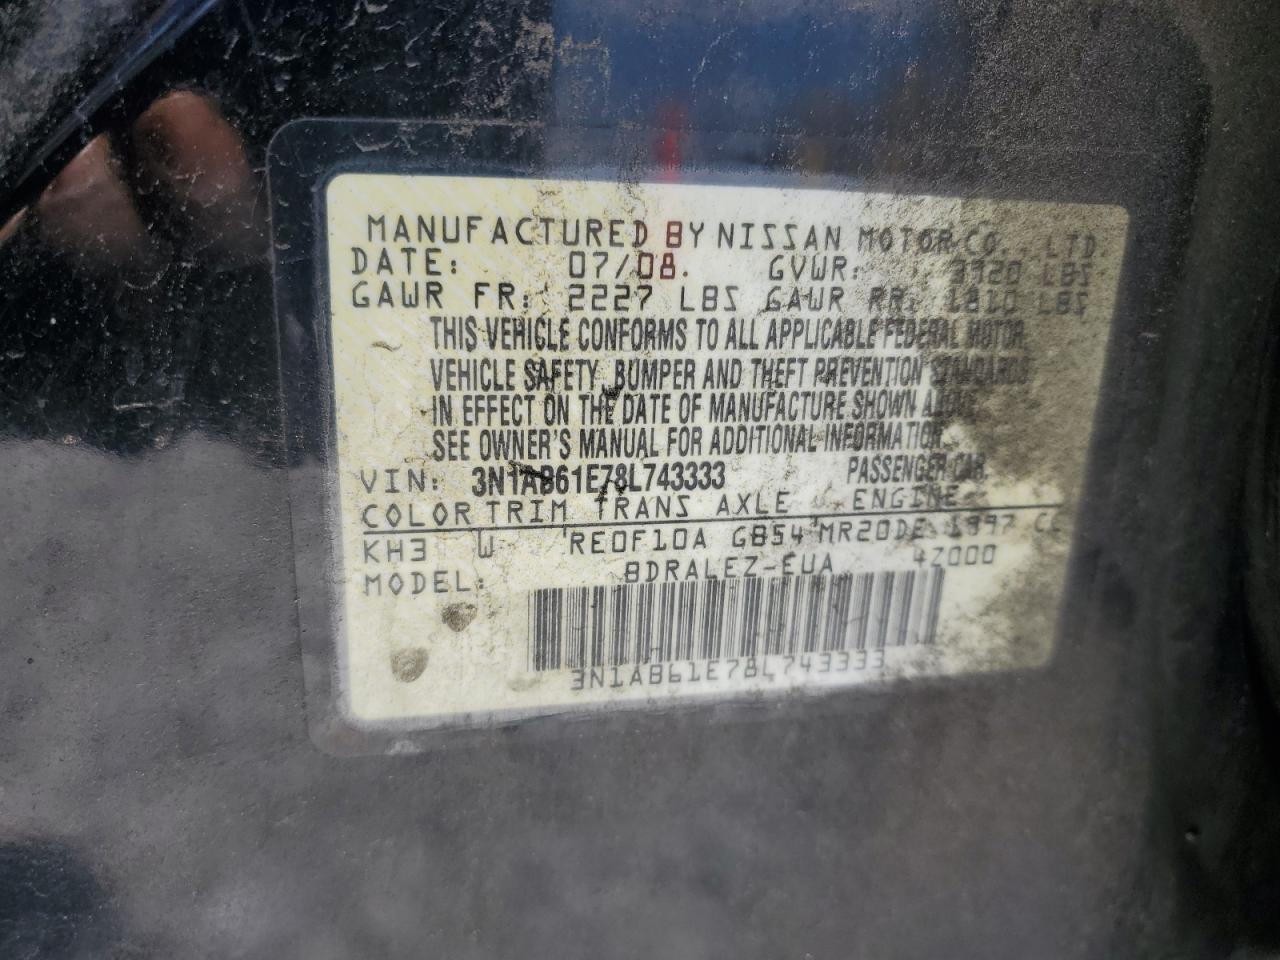 MANUFACTURED BY NISSAN MOTOR CO., LTD.
DATE: 07/08. GVWR: 3920 LBS
GAWR FR: 2227 LBS GAWR RR: 1810 LBS
THIS VEHICLE CONFORMS TO ALL APPLICABLE FEDERAL MOTOR
VEHICLE SAFETY, BUMPER AND THEFT PREVENTION STANDARDS
IN EFFECT ON THE DATE OF MANUFACTURE SHOWN ABOVE
SEE OWNER'S MANUAL FOR ADDITIONAL INFORMATION.
VIN: 3N1AB61E78L743333 PASSENGER CAR.
COLOR TRIM TRANS AXLE ENGINE
KH3 W RE0F10A GB54 MR20DE 1997 CC
MODEL: BDRALEZ-EUA 4Z000
3N1AB61E78L743333